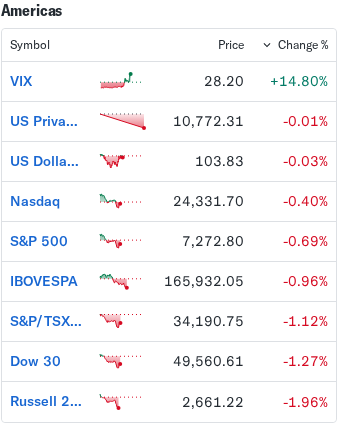 Americas
Symbol Price Change %
VIX 28.20 +14.80%
US Priva... 10,772.31 -0.01%
US Dolla... 103.83 -0.03%
Nasdaq 24,331.70 -0.40%
S&P 500 7,272.80 -0.69%
IBOVESPA 165,932.05 -0.96%
S&P/TSX... 34,190.75 -1.12%
Dow 30 49,560.61 -1.27%
Russell 2... 2,661.22 -1.96%